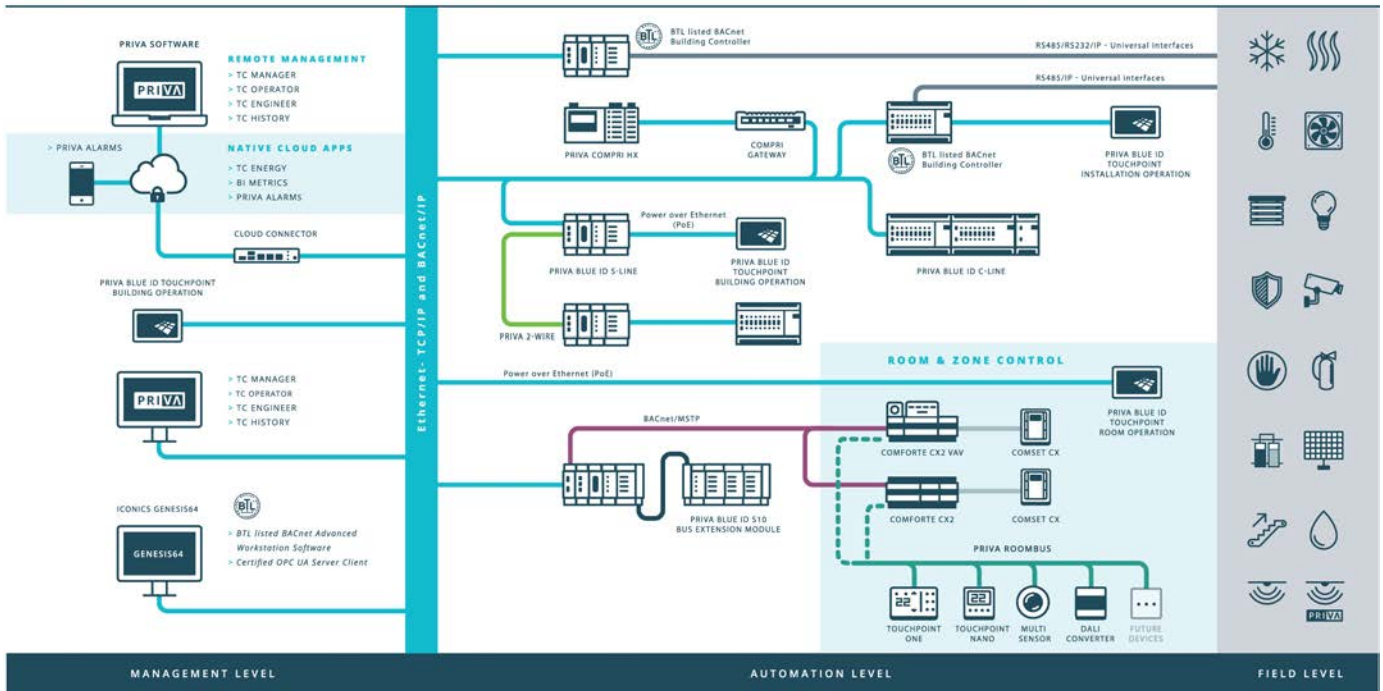 PRIVA SOFTWARE
PRIVA
REMOTE MANAGEMENT
> TC MANAGER
> TC OPERATOR
> TC ENGINEER
> TC HISTORY
> PRIVA ALARMS
NATIVE CLOUD APPS
> TC ENERGY
> BI METRICS
> PRIVA ALARMS
CLOUD CONNECTOR
PRIVA BLUE ID TOUCHPOINT
BUILDING OPERATION
PRIVA
> TC MANAGER
> TC OPERATOR
> TC ENGINEER
> TC HISTORY
ICONICS GENESIS64
BTL
GENESIS64
> BTL listed BACnet Advanced
Workstation Software
> Certified OPC UA Server Client
Ethernet- TCP/IP and BACnet/IP
BTL
BTL listed BACnet
Building Controller
RS485/RS232/IP - Universal interfaces
RS485/IP - Universal interfaces
PRIVA COMPRI HX
COMPRI
GATEWAY
BTL
BTL listed BACnet
Building Controller
PRIVA BLUE ID
TOUCHPOINT
INSTALLATION OPERATION
Power over Ethernet
(PoE)
PRIVA BLUE ID S-LINE
PRIVA BLUE ID
TOUCHPOINT
BUILDING OPERATION
PRIVA BLUE ID C-LINE
PRIVA 2-WIRE
Power over Ethernet (PoE)
ROOM & ZONE CONTROL
PRIVA BLUE ID
TOUCHPOINT
ROOM OPERATION
BACnet/MSTP
PRIVA BLUE ID S10
BUS EXTENSION MODULE
COMFORTE CX2 VAV
COMSET CX
COMFORTE CX2
COMSET CX
PRIVA ROOMBUS
22
22
TOUCHPOINT
ONE
TOUCHPOINT
NANO
MULTI
SENSOR
DALI
CONVERTER
FUTURE
DEVICES
PRIVA
MANAGEMENT LEVEL
AUTOMATION LEVEL
FIELD LEVEL